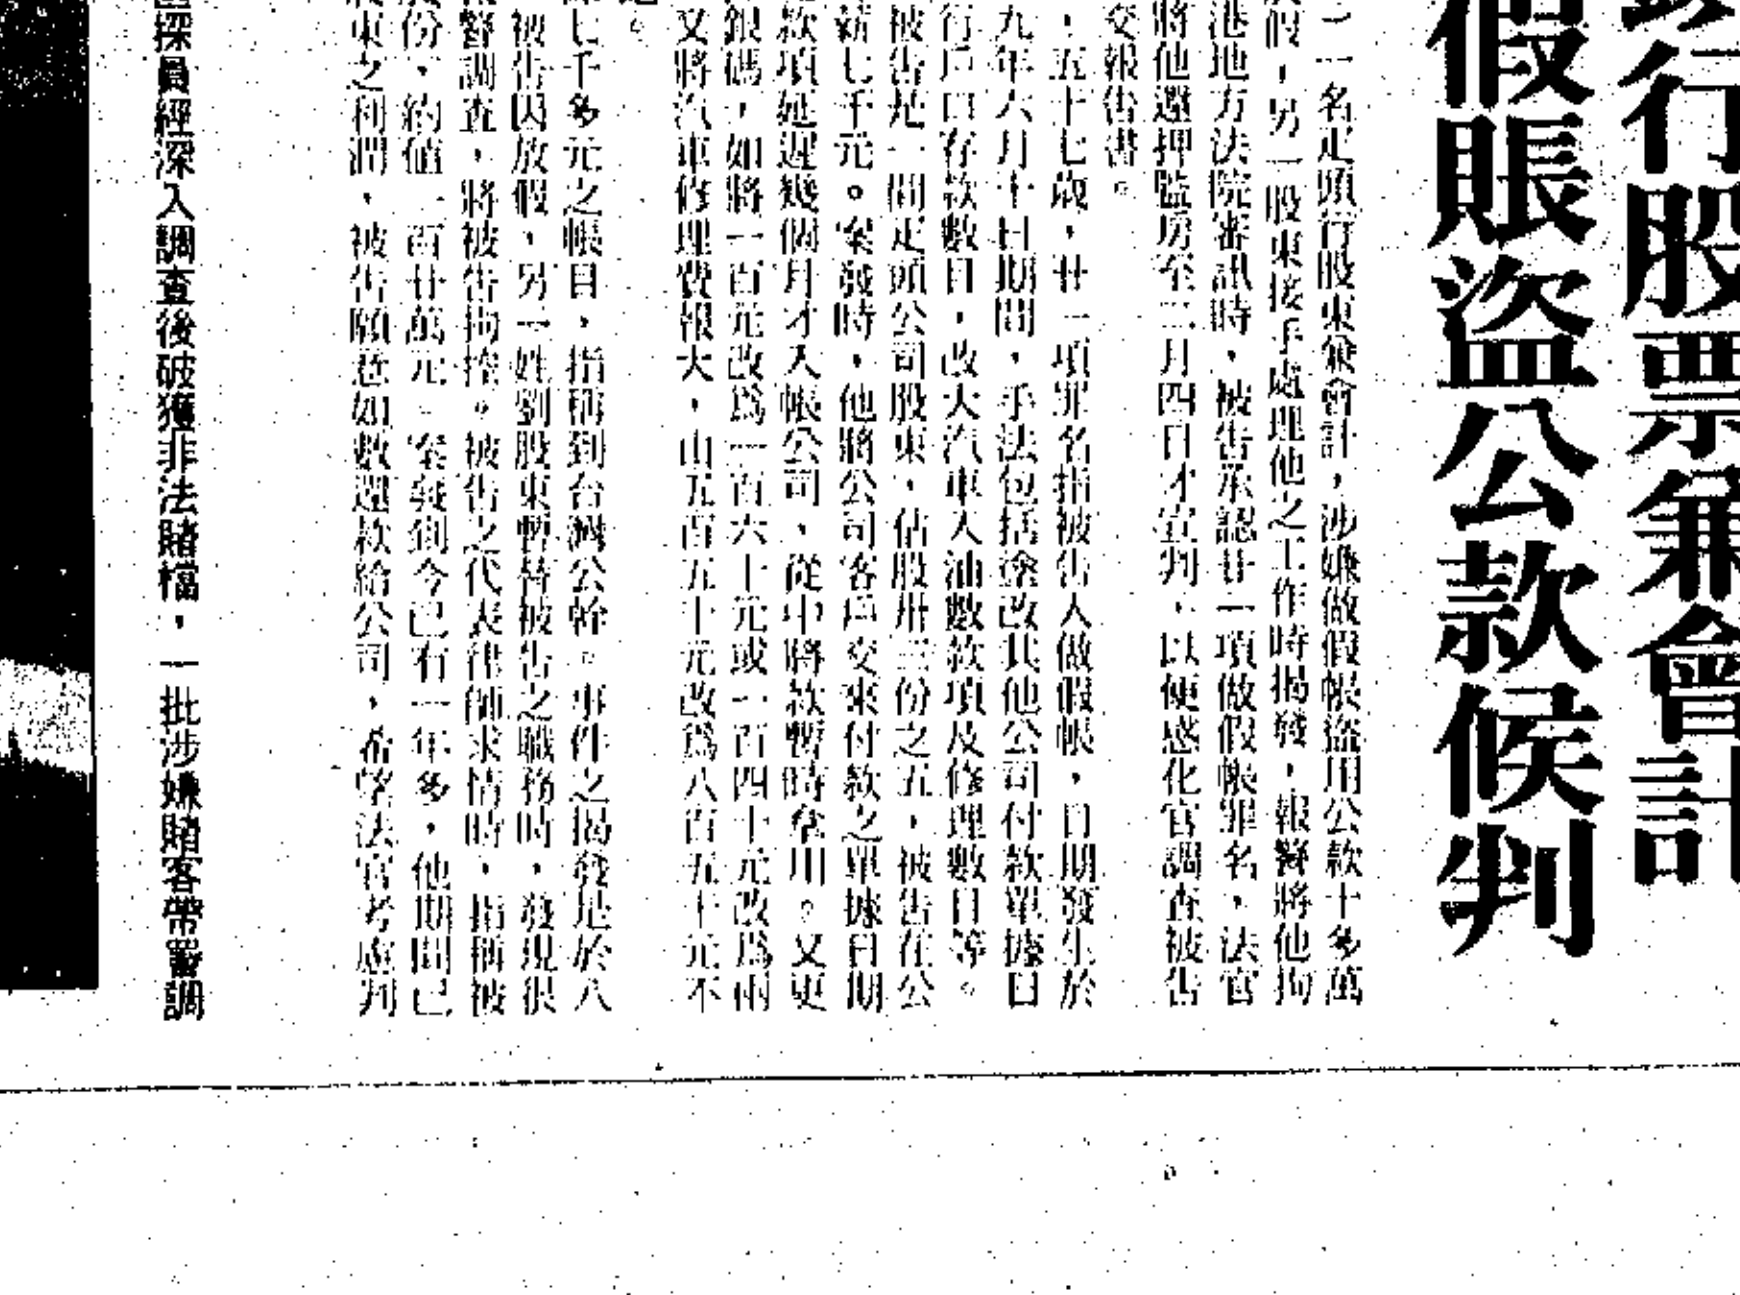 行股票兼會計
假賬盜公款候判
一名疋頭行股東兼會計，涉嫌做假帳盜用公款十多萬
假，另一股東接手處理他之工作時揭發，報警將他拘
港地方法院審訊時，被告承認廿一項做假帳罪名，法官
將他還押監房至二月四日才宣判，以便感化官調查被告
交報告書。
，五十七歲，廿一項罪名指被告人做假帳，日期發生於
九年六月十日期間，手法包括塗改其他公司付款單據日
行戶口存款數目，改大汽車入油數款項及修理數目等。
被告是一間疋頭公司股東，佔股卅三份之五，被告在公
薪七千元。案發時，他將公司客戶交來付款之單據日期
款項延遲幾個月才入帳公司，從中將款暫時拿用。又更
銀碼，如將一百元改為一百六十元或一百四十元改為兩
又將汽車修理費報大，由五百五十元改為八百五十元不
七千多元之帳目，指稱到台灣公幹。事件之揭發是於八
被告因放假，另一姓劉股東暫替被告之職務時，發現很
警調查，將被告拘控。被告之代表律師求情時，指稱被
份，約值一百廿萬元。案發到今已有一年多，他期間已
東之利潤，被告願意如數還款給公司，希望法官考慮判
探員經深入調查後破獲非法賭檔，一批涉嫌賭客帶署調